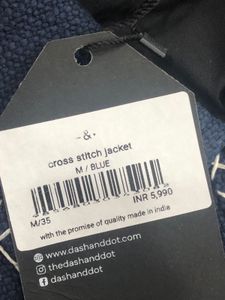 -&-
cross stitch jacket
M / BLUE
M/35
INR 5,990
with the promise of quality made in india
www.dashanddot.com
thedashanddot
dashanddot